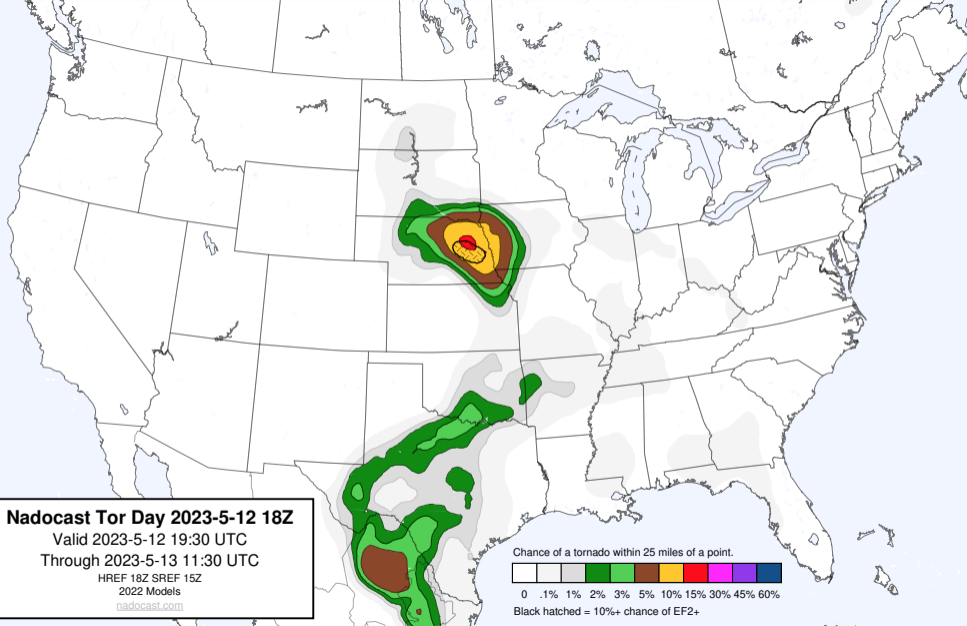 Nadocast Tor Day 2023-5-12 18Z
Valid 2023-5-12 19:30 UTC
Through 2023-5-13 11:30 UTC
HREF 18Z SREF 15Z
2022 Models
nadocast.com
Chance of a tornado within 25 miles of a point.
0 .1% 1% 2% 3% 5% 10% 15% 30% 45% 60%
Black hatched = 10%+ chance of EF2+